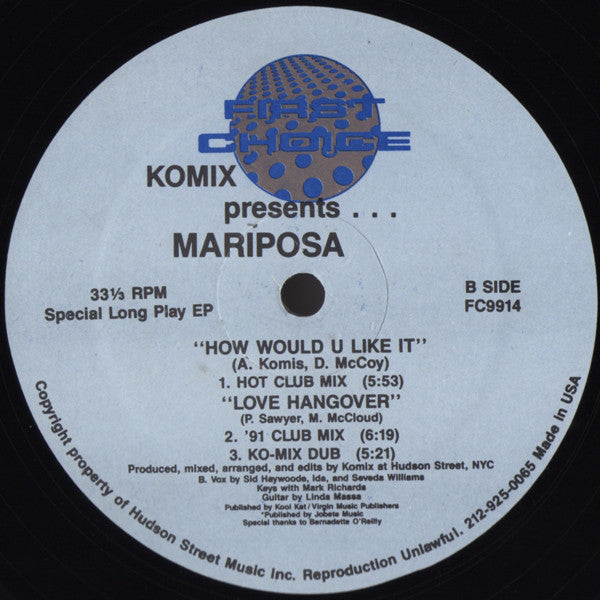 FIRST
CHOICE
KOMIX
presents . . .
MARIPOSA
33⅓ RPM
Special Long Play EP
B SIDE
FC9914
"HOW WOULD U LIKE IT"
(A. Komis, D. McCoy)
1. HOT CLUB MIX (5:53)
"LOVE HANGOVER"
(P. Sawyer, M. McCloud)
2. '91 CLUB MIX (6:19)
3. KO-MIX DUB (5:21)
Produced, mixed, arranged, and edits by Komix at Hudson Street, NYC
B. Vox by Sid Haywoode, Ida, and Seveda Williams
Keys with Mark Richards
Guitar by Linda Massa
Published by Kool Kat/Virgin Music Publishers
*Published by Jobete Music
Special thanks to Bernadette O'Reilly
Copyright property of Hudson Street Music Inc. Reproduction Unlawful. 212-925-0065 Made in USA